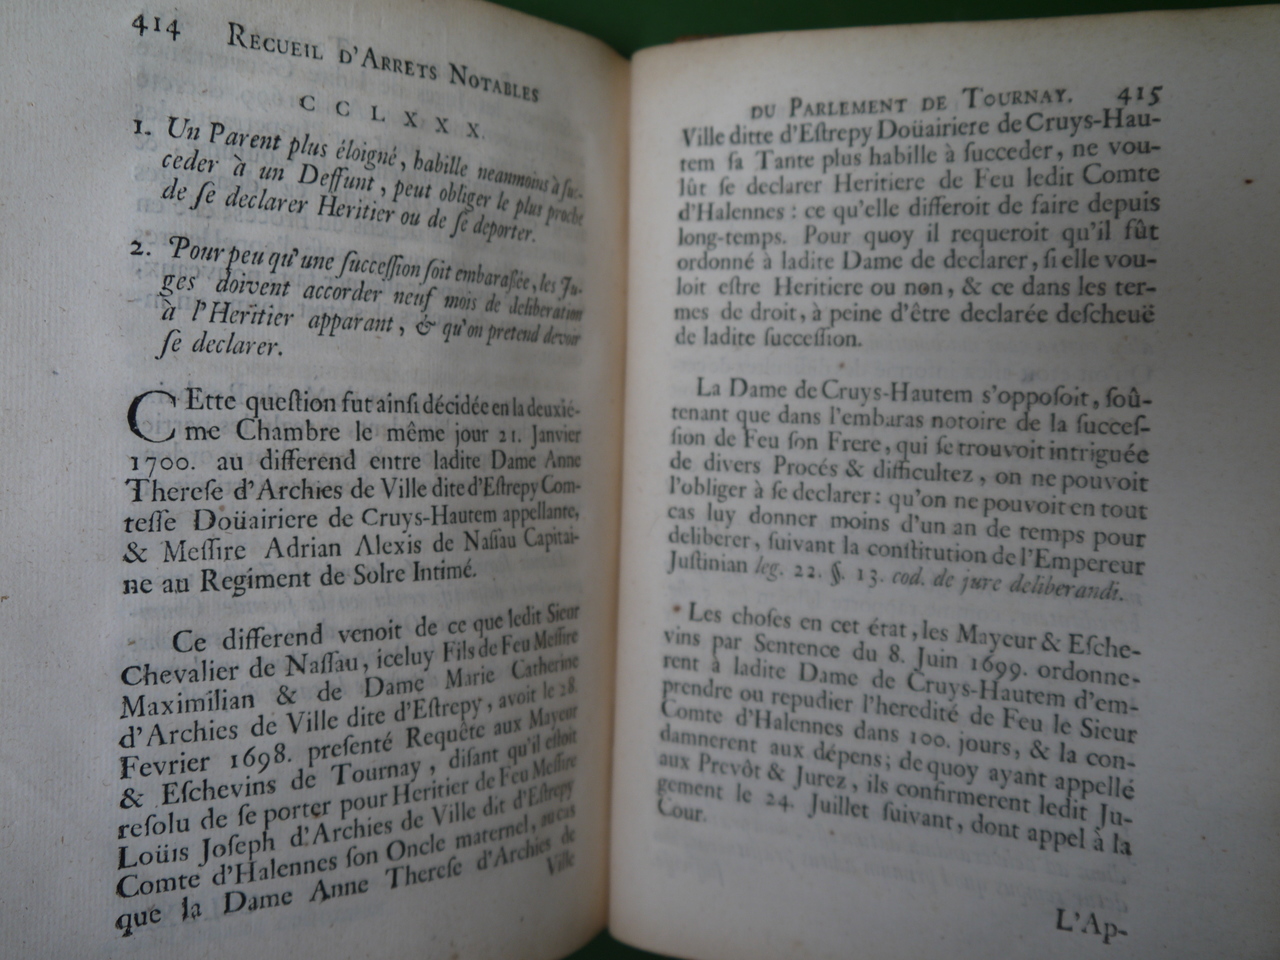 414 RECUEIL D'ARRETS NOTABLES
CCLXXX.
1. Un Parent plus éloigné, habille neanmoins à suc-
ceder à un Deffunt, peut obliger le plus proche
de se declarer Heritier ou de se deporter.
2. Pour peu qu'une succession soit embarassée, les Ju-
ges doivent accorder neuf mois de deliberation
à l'Heritier apparant, & qu'on pretend devoir
se declarer.
CEtte question fut ainsi décidée en la deuxié-
me Chambre le même jour 21. Janvier
1700. au differend entre ladite Dame Anne
Therese d'Archies de Ville dite d'Estrepy Com-
tesse Doüairiere de Cruys-Hautem appellante,
& Messire Adrian Alexis de Nassau Capitai-
ne au Regiment de Solre Intimé.
Ce differend venoit de ce que ledit Sieur
Chevalier de Nassau, iceluy Fils de Feu Messire
Maximilian & de Dame Marie Catherine
d'Archies de Ville dite d'Estrepy, avoit le 28.
Fevrier 1698. presenté Requête aux Mayeur
& Eschevins de Tournay, disant qu'il estoit
resolu de se porter pour Heritier de Feu Messire
Loüis Joseph d'Archies de Ville dit d'Estrepy
Comte d'Halennes son Oncle maternel, au cas
que la Dame Anne Therese d'Archies de
Ville
DU PARLEMENT DE TOURNAY. 415
Ville ditte d'Estrepy Doüairiere de Cruys-Hau-
tem sa Tante plus habille à succeder, ne vou-
lût se declarer Heritiere de Feu ledit Comte
d'Halennes : ce qu'elle differoit de faire depuis
long-temps. Pour quoy il requeroit qu'il fût
ordonné à ladite Dame de declarer, si elle vou-
loit estre Heritiere ou non, & ce dans les ter-
mes de droit, à peine d'être declarée descheuë
de ladite succession.
La Dame de Cruys-Hautem s'opposoit, soû-
tenant que dans l'embaras notoire de la succes-
sion de Feu son Frere, qui se trouvoit intriguée
de divers Procés & difficultez, on ne pouvoit
l'obliger à se declarer : qu'on ne pouvoit en tout
cas luy donner moins d'un an de temps pour
deliberer, suivant la constitution de l'Empereur
Justinian leg. 22. §. 13. cod. de jure deliberandi.
Les choses en cet état, les Mayeur & Esche-
vins par Sentence du 8. Juin 1699. ordonne-
rent à ladite Dame de Cruys-Hautem d'em-
prendre ou repudier l'heredité de Feu le Sieur
Comte d'Halennes dans 100. jours, & la con-
damnerent aux dépens; de quoy ayant appellé
aux Prevôt & Jurez, ils confirmerent ledit Ju-
gement le 24. Juillet suivant, dont appel à la
Cour.
L'Ap-